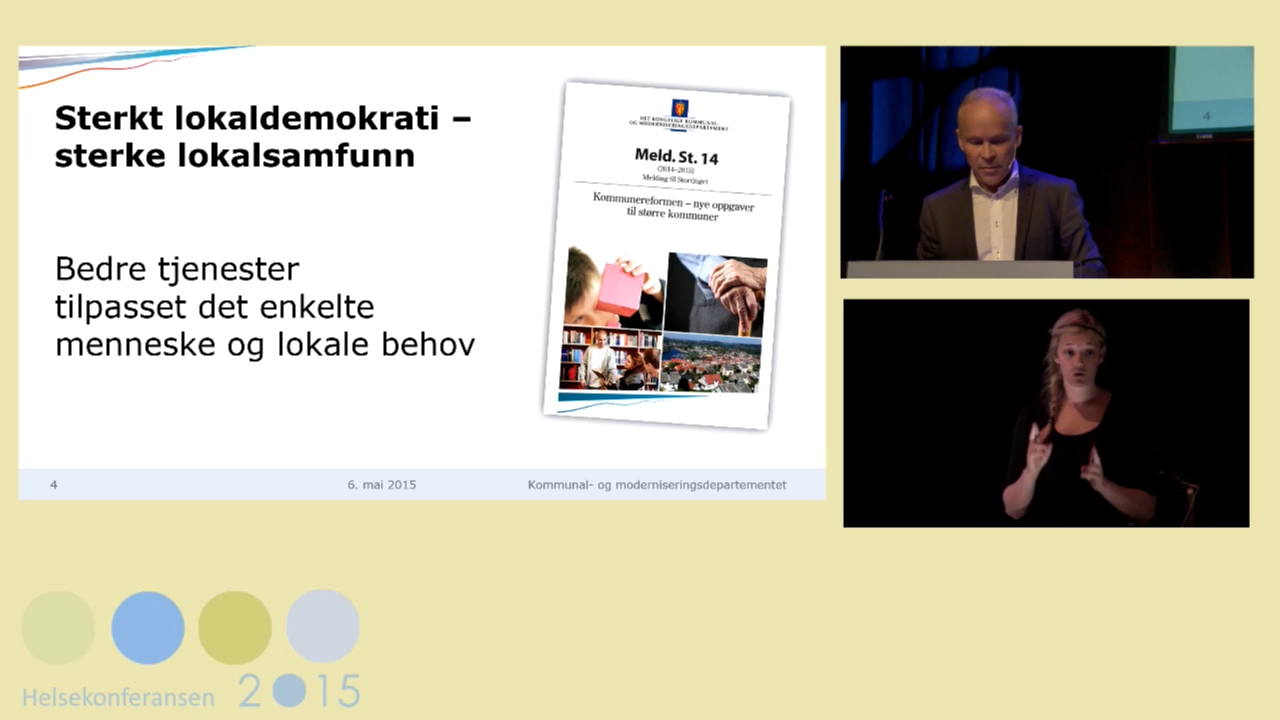 Sterkt lokaldemokrati –
sterke lokalsamfunn
Bedre tjenester
tilpasset det enkelte
menneske og lokale behov
DET KONGELIGE KOMMUNAL-
OG MODERNISERINGSDEPARTEMENT
Meld. St. 14
(2014–2015)
Melding til Stortinget
Kommunereformen – nye oppgaver
til større kommuner
4
6. mai 2015
Kommunal- og moderniseringsdepartementet
4
Helsekonferansen 2015